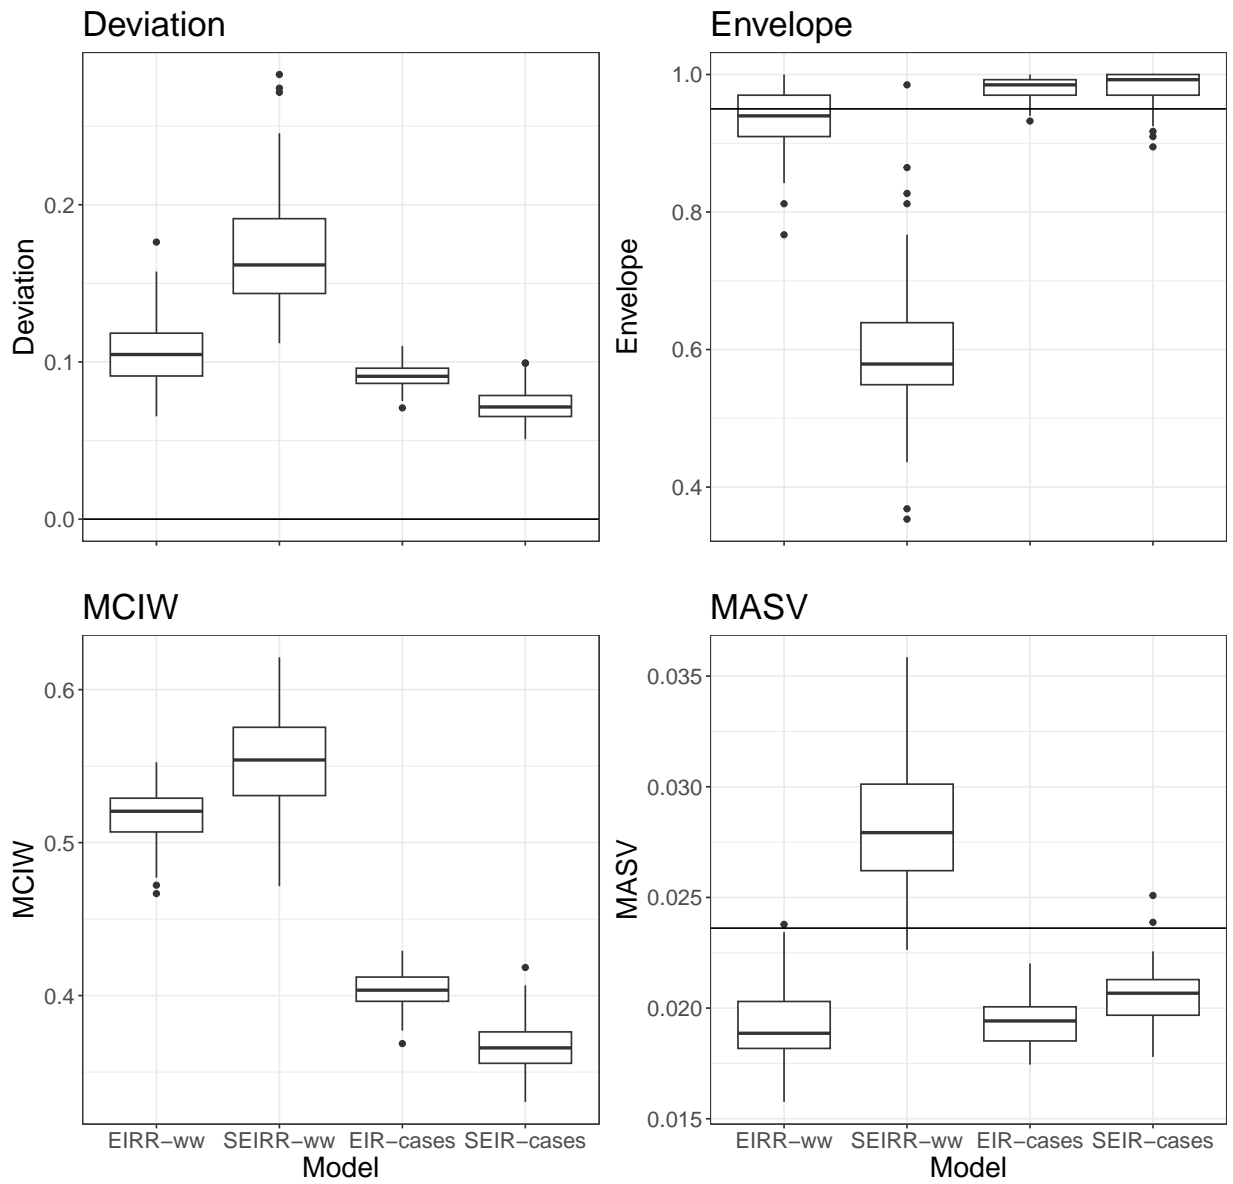 Deviation
Deviation
0.2
0.1
0.0
Envelope
Envelope
1.0
0.8
0.6
0.4
MCIW
MCIW
0.6
0.5
0.4
EIRR−ww SEIRR−ww EIR−cases SEIR−cases
Model
MASV
MASV
0.035
0.030
0.025
0.020
0.015
EIRR−ww SEIRR−ww EIR−cases SEIR−cases
Model